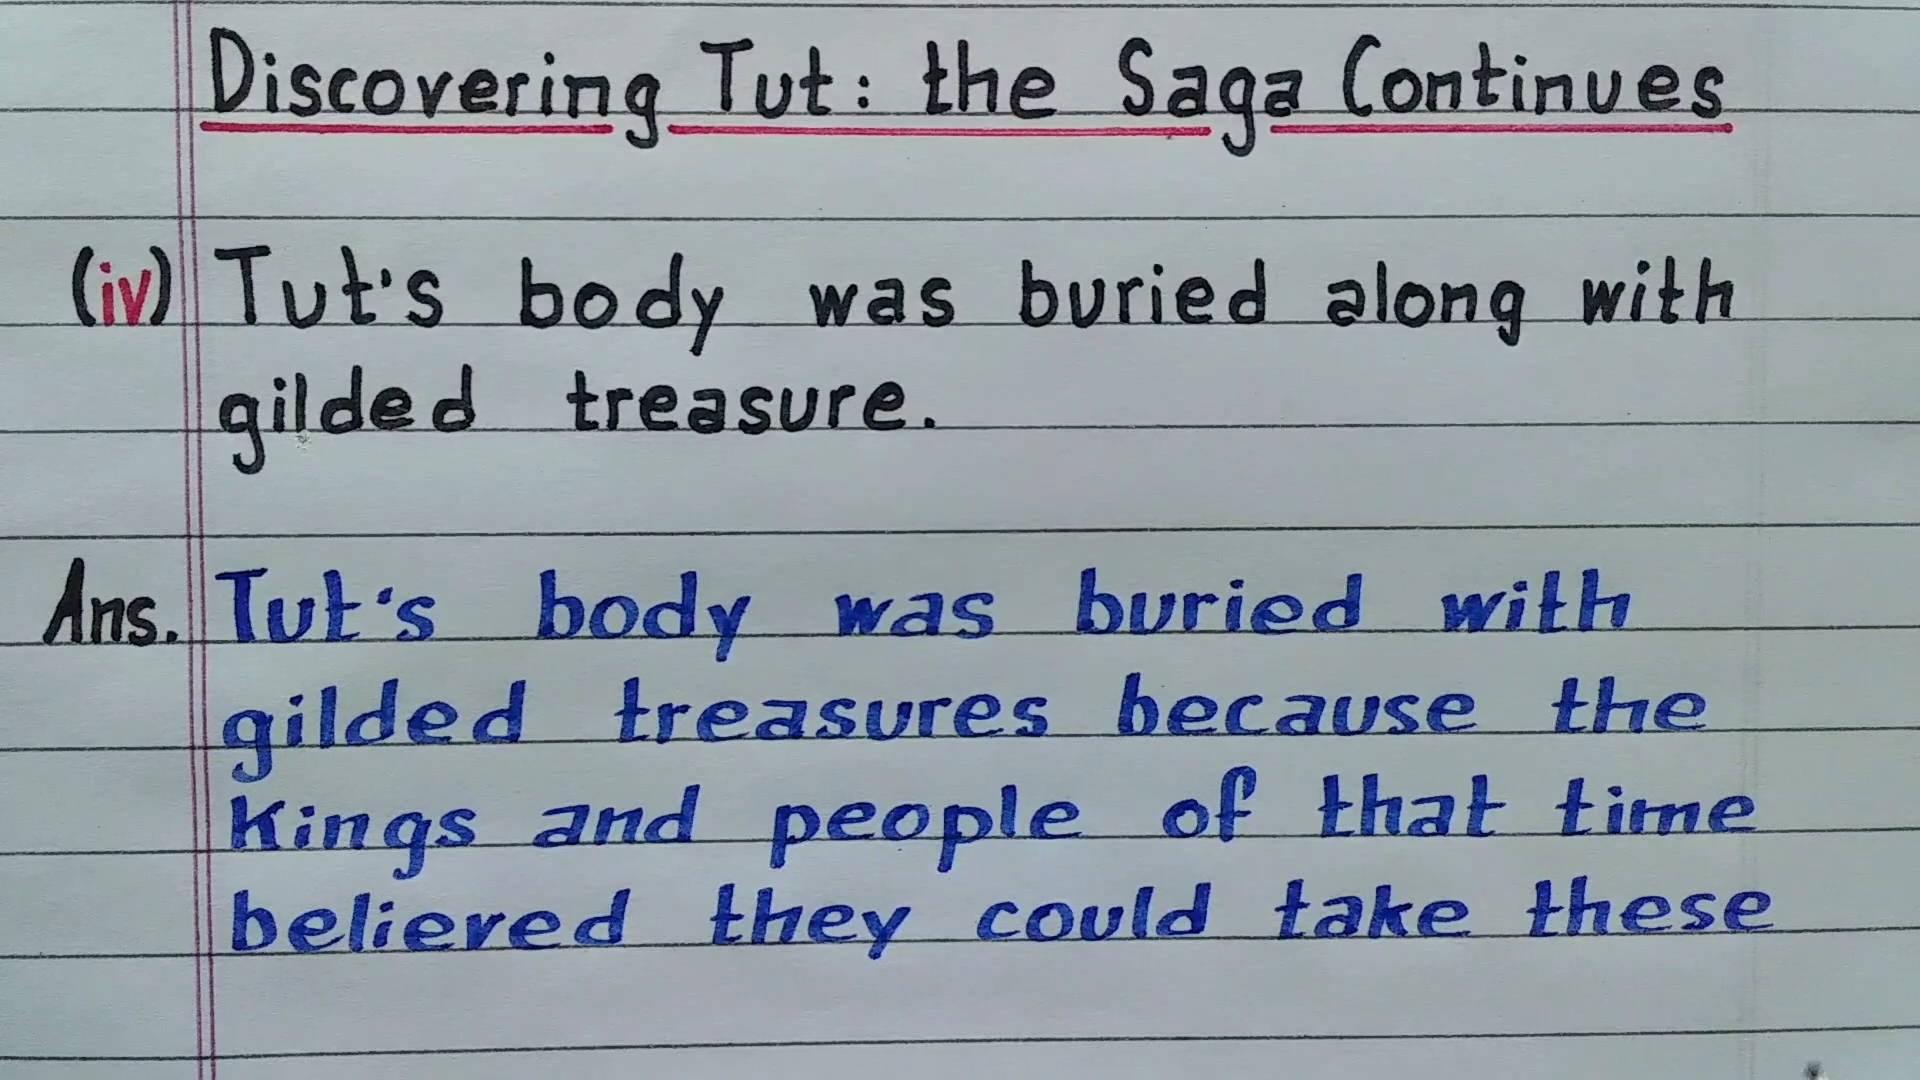 Discovering Tut: the Saga Continues
(iv) Tut's body was buried along with
gilded treasure.
Ans. Tut's body was buried with
gilded treasures because the
Kings and people of that time
believed they could take these